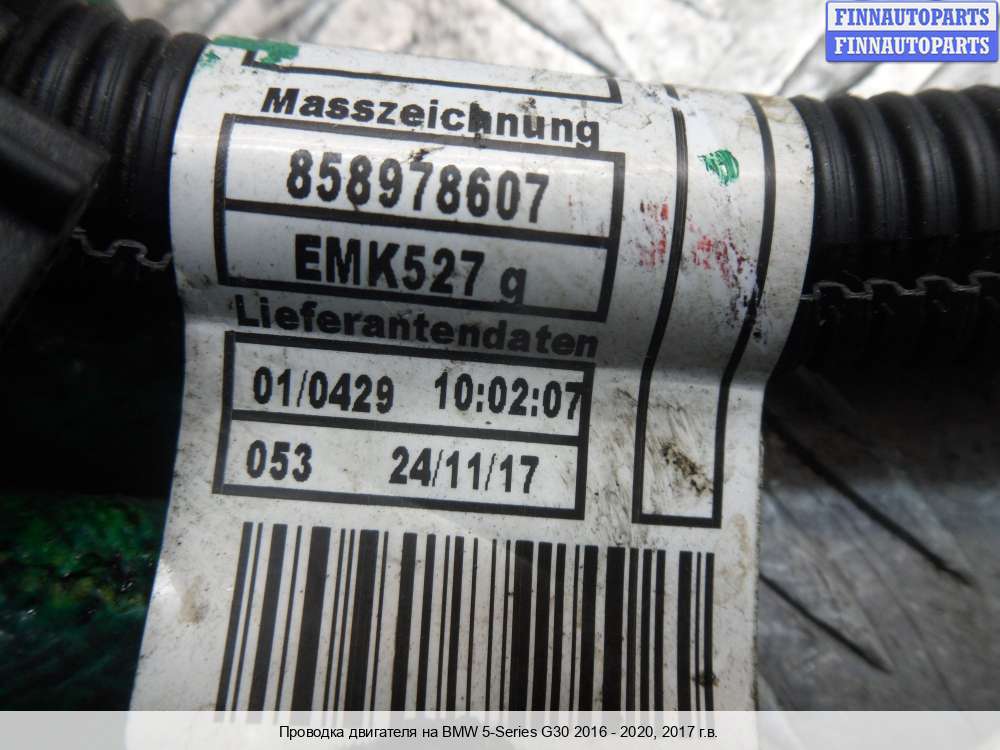 FINNAUTOPARTS
FINNAUTOPARTS
Masszeichnung
858978607
EMK527 g
Lieferantendaten
01/0429 10:02:07
053 24/11/17
Проводка двигателя на BMW 5-Series G30 2016 - 2020, 2017 г.в.